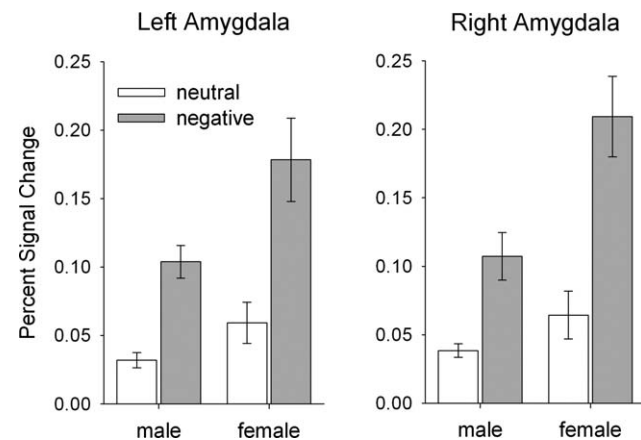 Left Amygdala
Right Amygdala
Percent Signal Change
0.25
0.20
0.15
0.10
0.05
0.00
neutral
negative
male
female
0.25
0.20
0.15
0.10
0.05
0.00
male
female